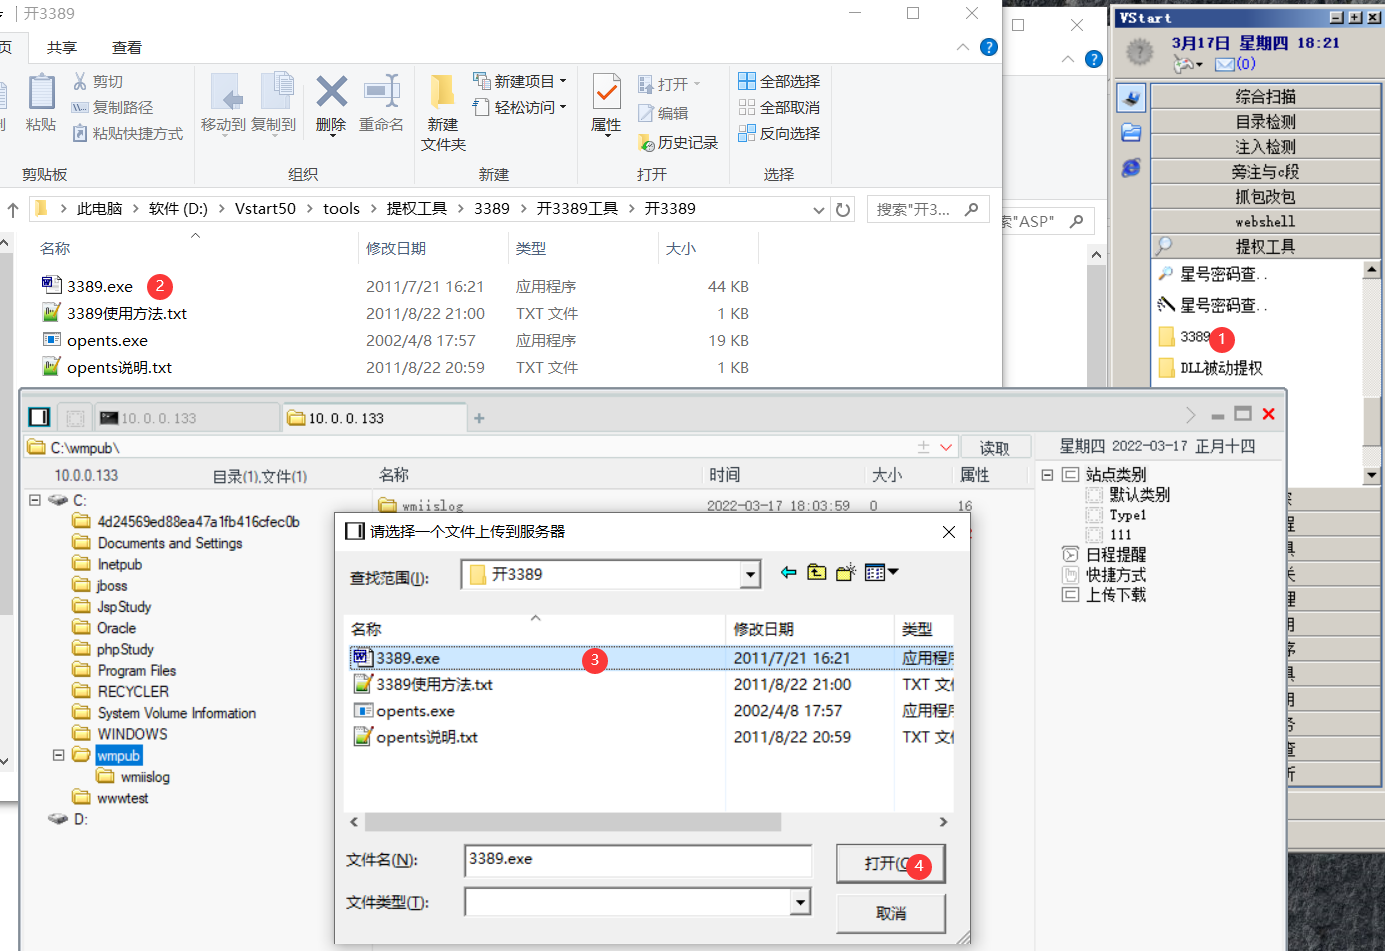 开3389
页
共享
查看
粘贴
剪切
复制路径
粘贴快捷方式
剪贴板
移动到
复制到
删除
重命名
组织
新建
文件夹
新建项目
轻松访问
新建
属性
打开
编辑
历史记录
打开
全部选择
全部取消
反向选择
选择
此电脑 > 软件 (D:) > Vstart50 > tools > 提权工具 > 3389 > 开3389工具 > 开3389
搜索"开3...
索"ASP"
名称 修改日期 类型 大小
3389.exe 2 2011/7/21 16:21 应用程序 44 KB
3389使用方法.txt 2011/8/22 21:00 TXT 文件 1 KB
opents.exe 2002/4/8 17:57 应用程序 19 KB
opents说明.txt 2011/8/22 20:59 TXT 文件 1 KB
VStart
3月17日 星期四 18:21
(0)
综合扫描
目录检测
注入检测
旁注与c段
抓包改包
webshell
提权工具
星号密码查..
星号密码查..
3389 1
DLL被动提权
10.0.0.133
10.0.0.133
C:\wmpub\
读取
星期四 2022-03-17 正月十四
10.0.0.133 目录(1),文件(1)
名称 时间 大小 属性
wmiislog 2022-03-17 18:03:59 0 16
C:
4d24569ed88ea47a1fb416cfec0b
Documents and Settings
Inetpub
jboss
JspStudy
Oracle
phpStudy
Program Files
RECYCLER
System Volume Information
WINDOWS
wmpub
wmiislog
wwwtest
D:
站点类别
默认类别
Type1
111
日程提醒
快捷方式
上传下载
请选择一个文件上传到服务器
查找范围(I):
开3389
名称 修改日期 类型
3389.exe 3 2011/7/21 16:21 应用程序
3389使用方法.txt 2011/8/22 21:00 TXT 文
opents.exe 2002/4/8 17:57 应用程序
opents说明.txt 2011/8/22 20:59 TXT 文
文件名(N):
3389.exe
打开(O 4
文件类型(T):
取消